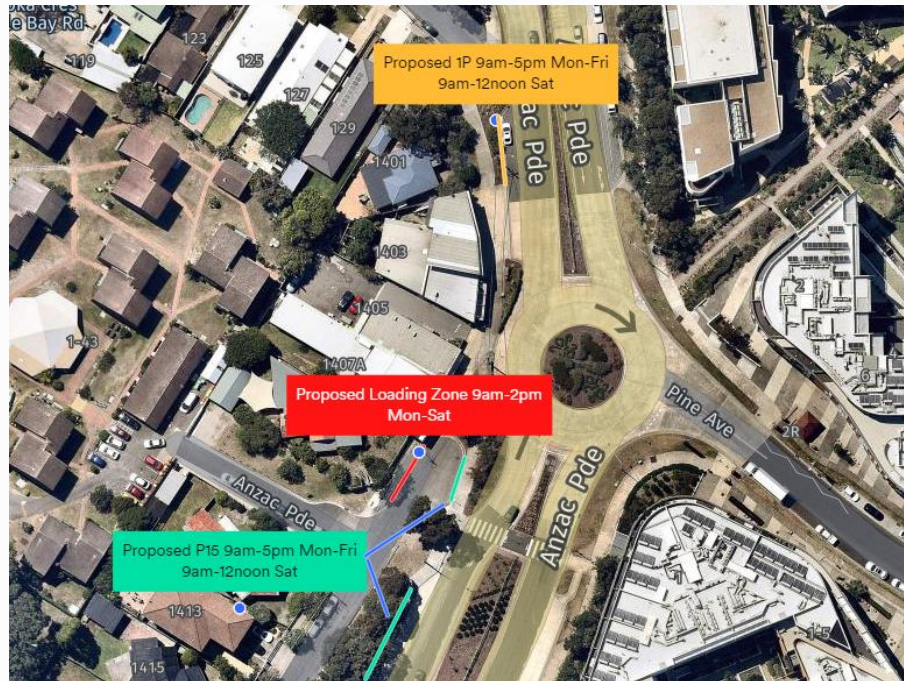 e Bay Rd
119
123
125
127
129
Proposed 1P 9am-5pm Mon-Fri
9am-12noon Sat
Anzac Pde
Pde
1401
1403
1405
1407A
1-43
2
6
Proposed Loading Zone 9am-2pm
Mon-Sat
Pine Ave
2R
Anzac Pde
Anzac Pde
Proposed P15 9am-5pm Mon-Fri
9am-12noon Sat
1413
1415
1-5